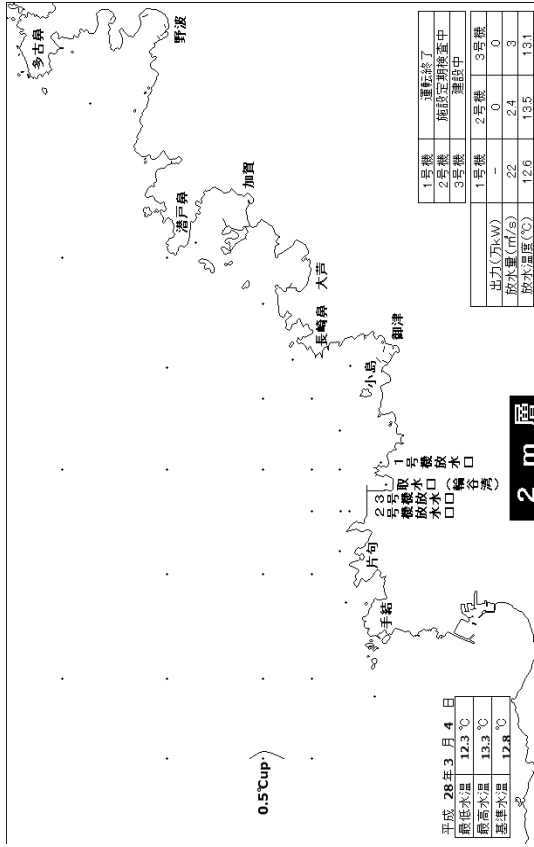 多古鼻
野波
潜戸鼻
加賀
大芦
長崎鼻
御津
小島
1号機放水口
取水口（輪谷湾）
2号機放水口
3号機放水口
片句
手結
0.5℃up
2m層
平成 28年 3 月 4 日
最低水温 12.3 ℃
最高水温 13.3 ℃
基準水温 12.8 ℃
1号機 運転終了
2号機 施設定期検査中
3号機 建設中
1号機 2号機 3号機
出力(万kW) － 0 0
放水量(㎥/s) 22 24 3
放水温度(℃) 12.6 13.5 13.1